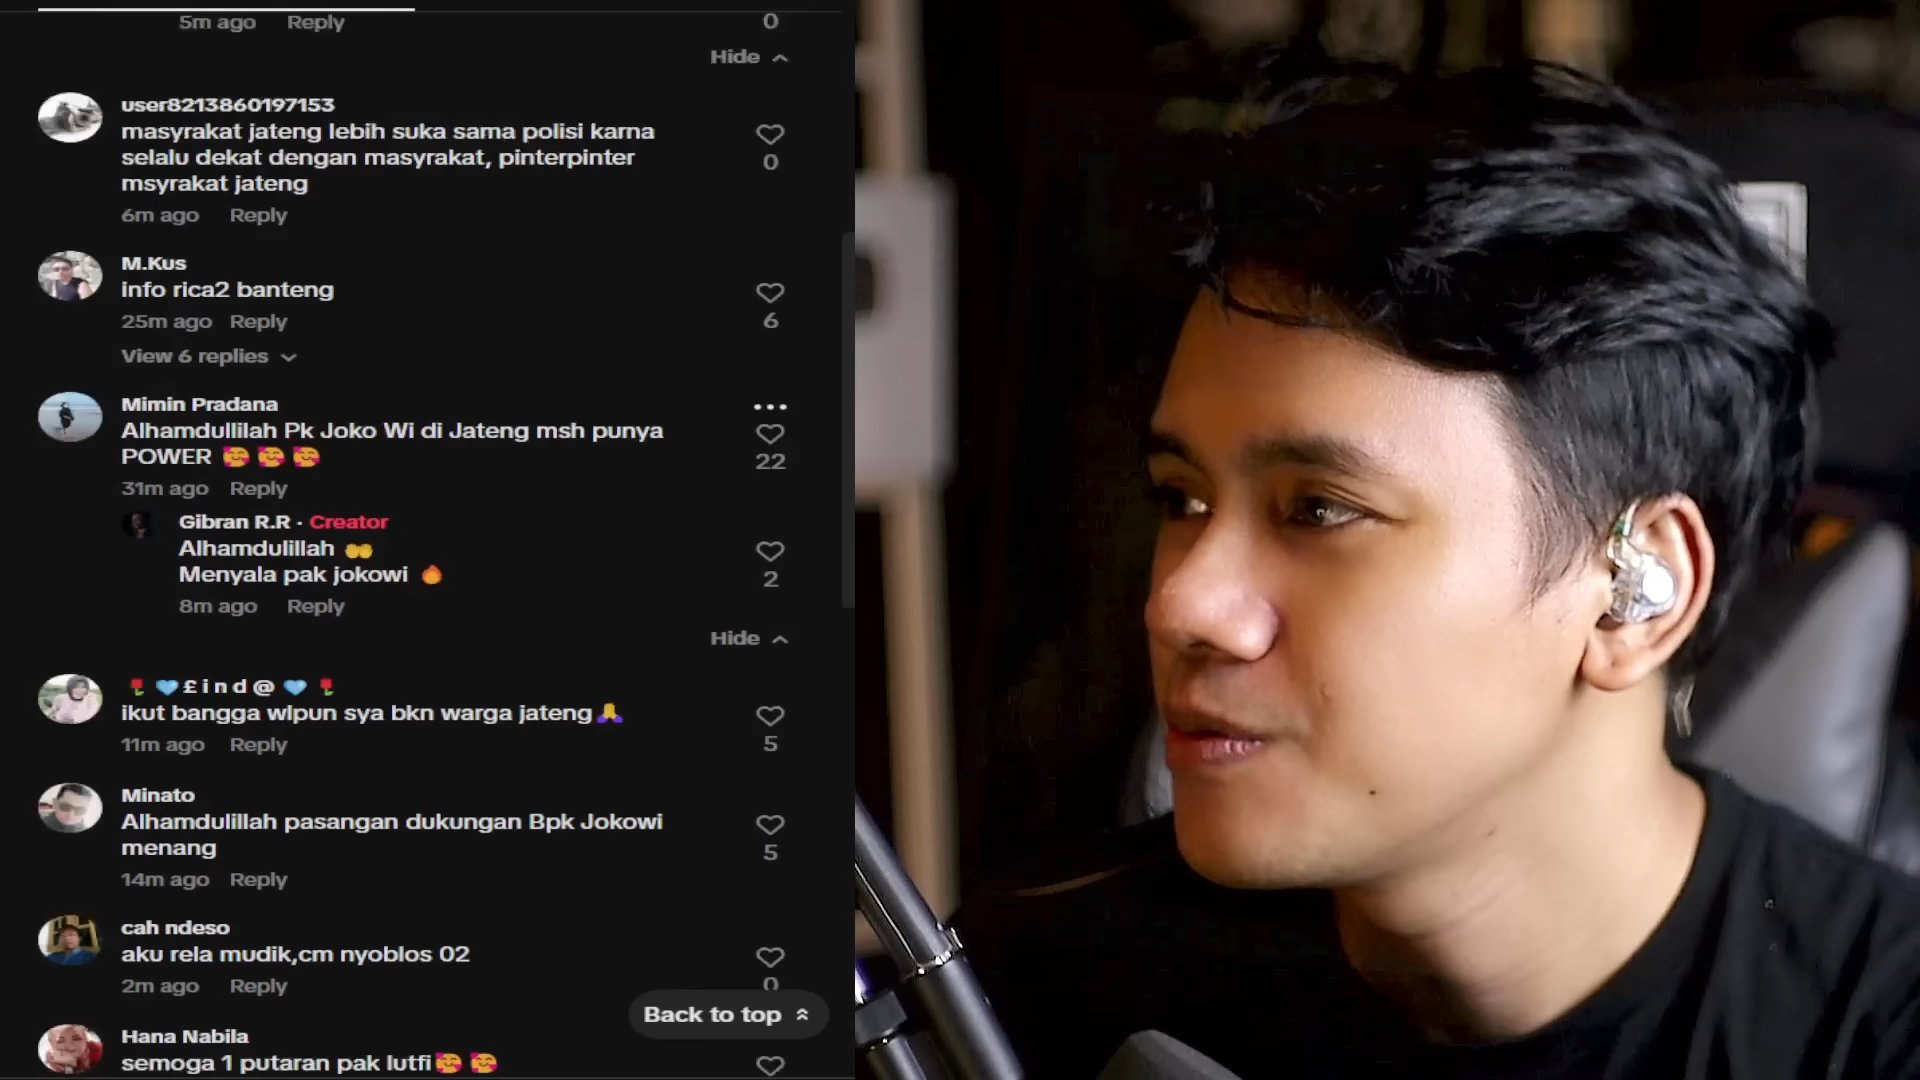 5m ago Reply 0
Hide
user8213860197153
masyrakat jateng lebih suka sama polisi karna
selalu dekat dengan masyrakat, pinterpinter
msyrakat jateng
0
6m ago Reply
M.Kus
info rica2 banteng
6
25m ago Reply
View 6 replies
Mimin Pradana
Alhamdullilah Pk Joko Wi di Jateng msh punya
POWER 🥰 🥰 🥰
22
31m ago Reply
Gibran R.R · Creator
Alhamdulillah 🤲
Menyala pak jokowi 🔥
2
8m ago Reply
Hide
🌹 🩵 £ i n d @ 🩵 🌹
ikut bangga wlpun sya bkn warga jateng🙏
5
11m ago Reply
Minato
Alhamdulillah pasangan dukungan Bpk Jokowi
menang
5
14m ago Reply
cah ndeso
aku rela mudik,cm nyoblos 02
0
2m ago Reply
Back to top
Hana Nabila
semoga 1 putaran pak lutfi🥰 🥰